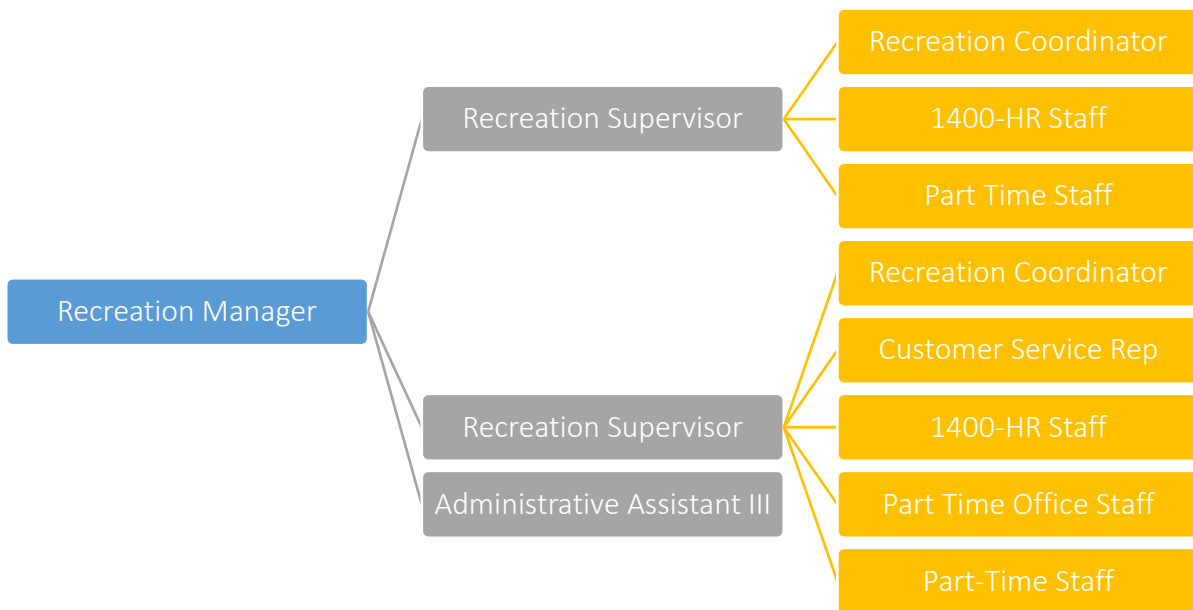 Recreation Manager
Recreation Supervisor
Recreation Coordinator
1400-HR Staff
Part Time Staff
Recreation Supervisor
Recreation Coordinator
Customer Service Rep
1400-HR Staff
Part Time Office Staff
Part-Time Staff
Administrative Assistant III